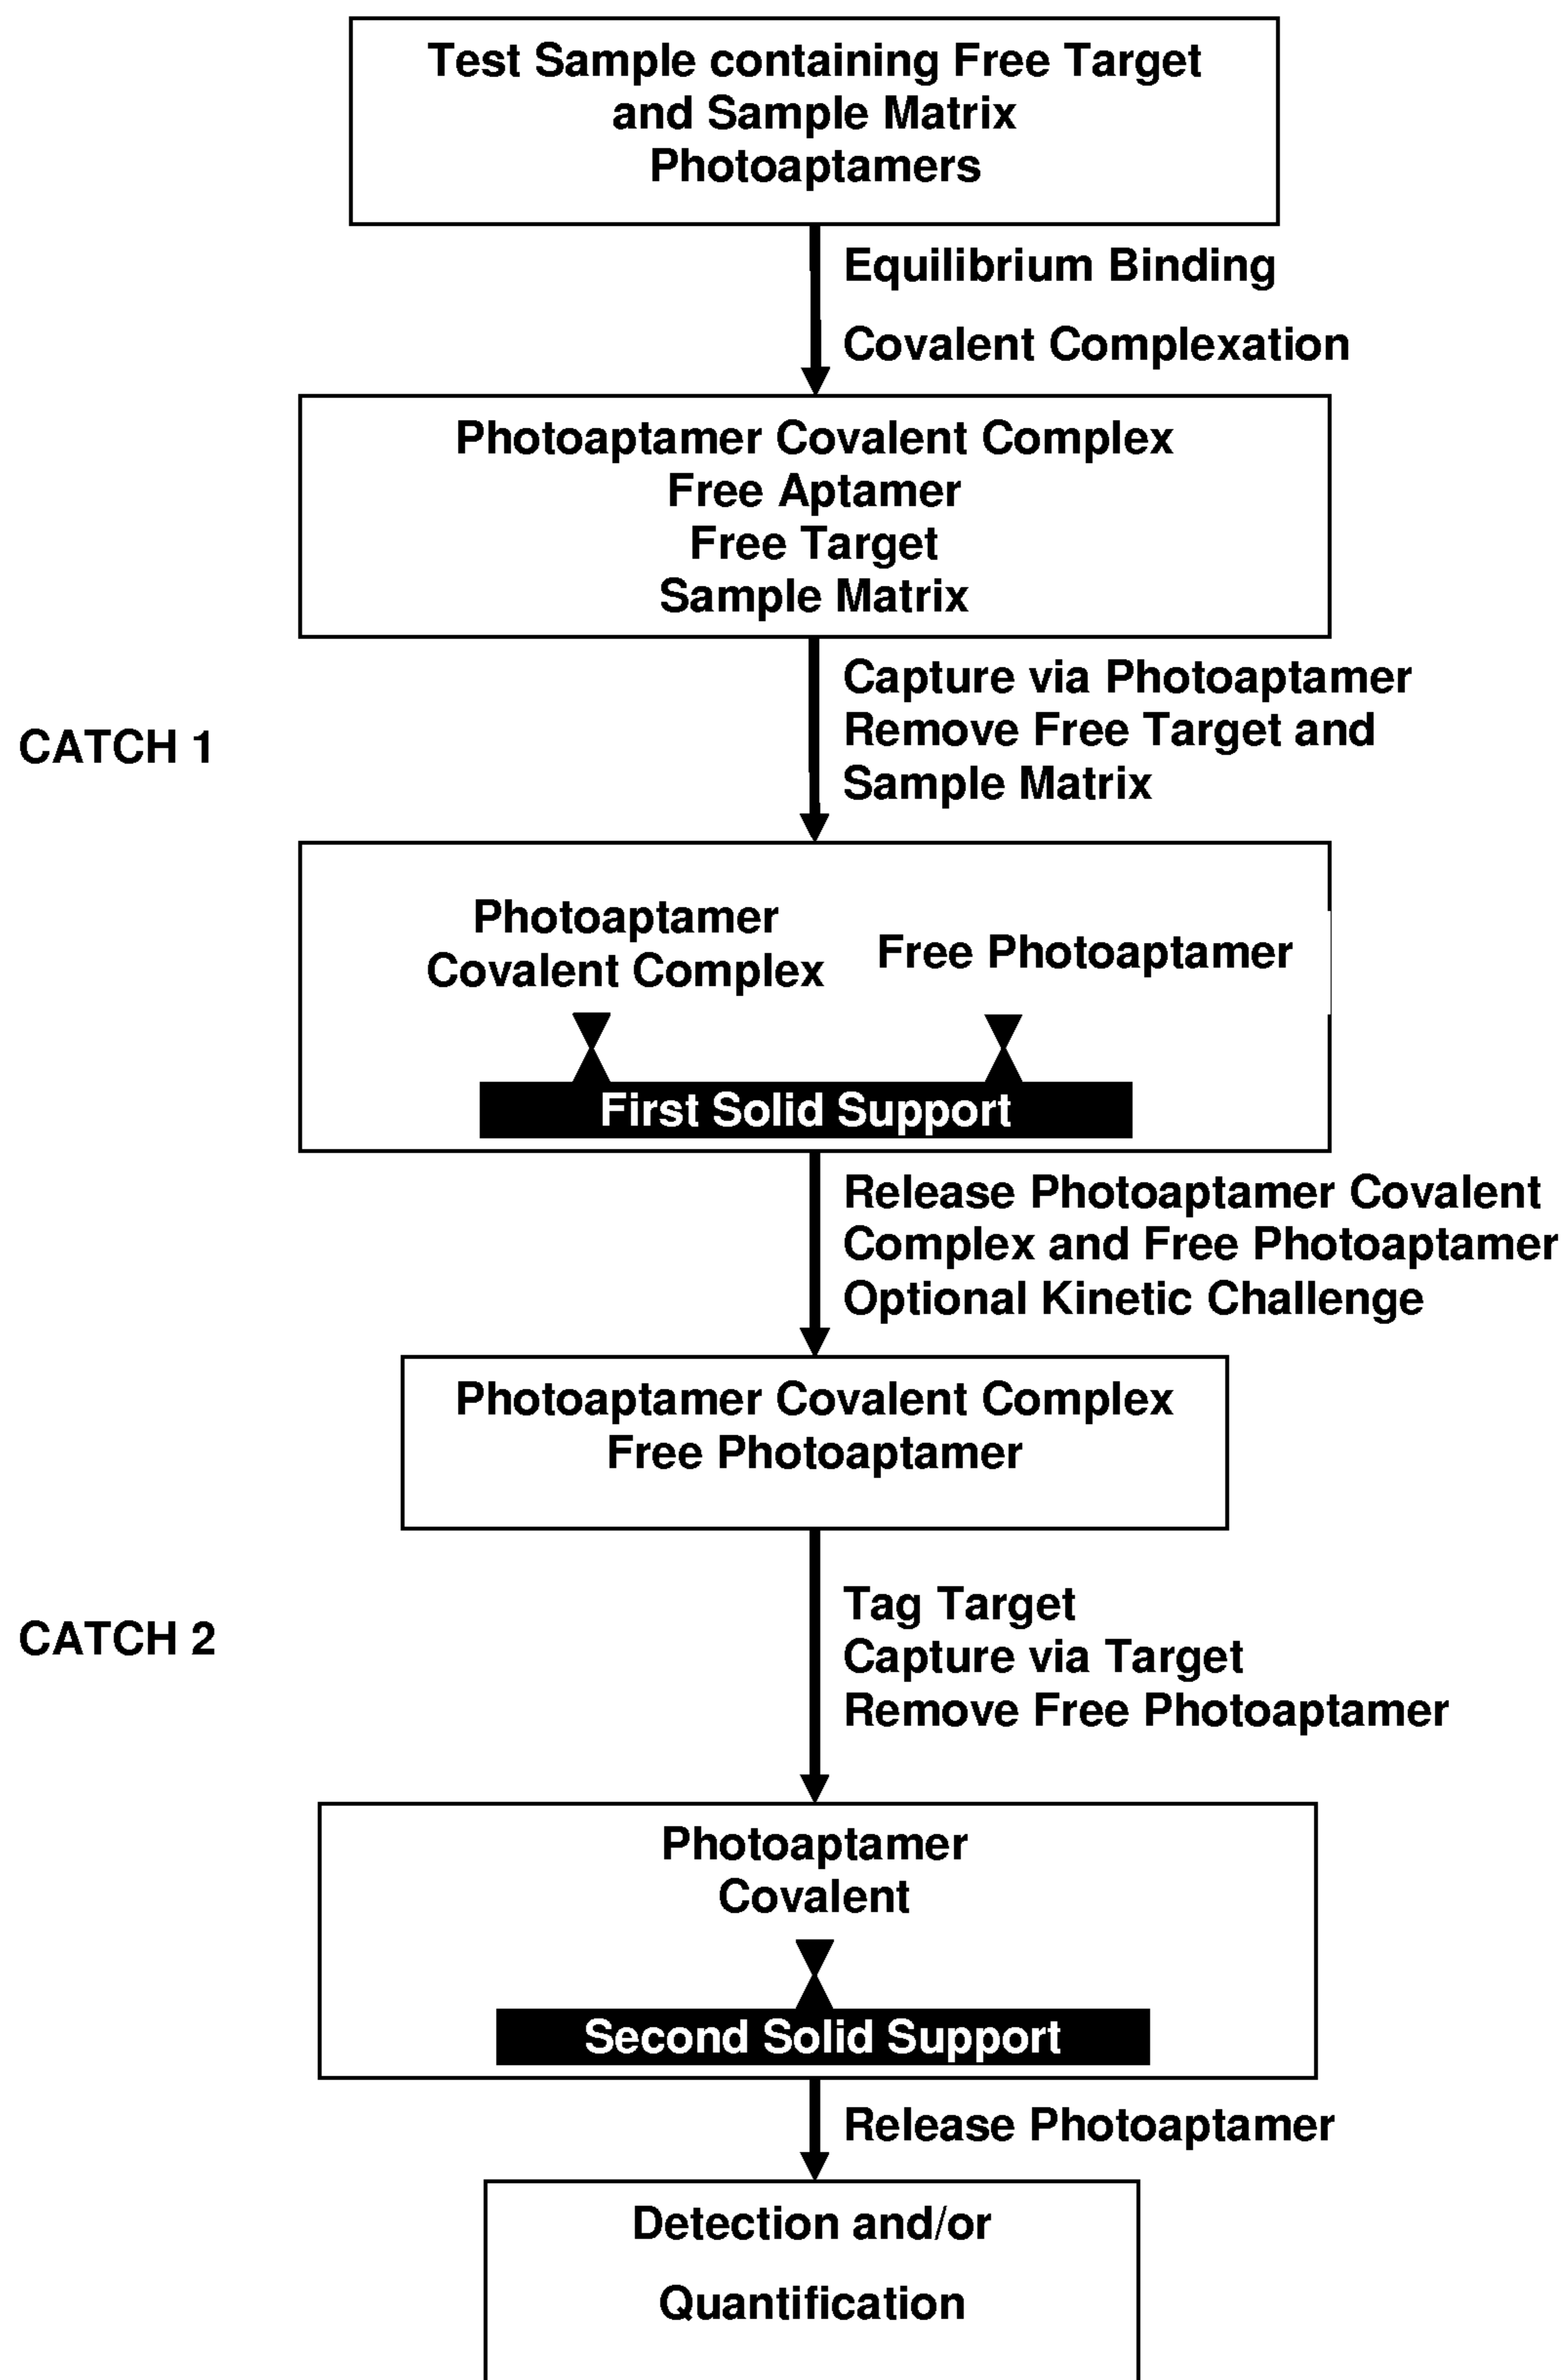 Test Sample containing Free Target
and Sample Matrix
Photoaptamers
Equilibrium Binding
Covalent Complexation
Photoaptamer Covalent Complex
Free Aptamer
Free Target
Sample Matrix
CATCH 1
Capture via Photoaptamer
Remove Free Target and
Sample Matrix
Photoaptamer
Covalent Complex
Free Photoaptamer
First Solid Support
Release Photoaptamer Covalent
Complex and Free Photoaptamer
Optional Kinetic Challenge
Photoaptamer Covalent Complex
Free Photoaptamer
CATCH 2
Tag Target
Capture via Target
Remove Free Photoaptamer
Photoaptamer
Covalent
Second Solid Support
Release Photoaptamer
Detection and/or
Quantification